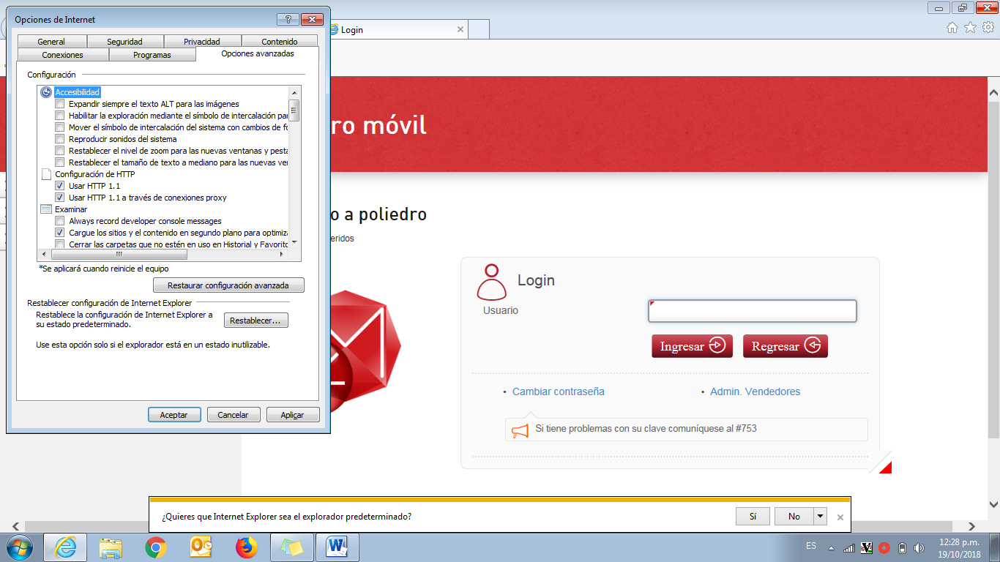 Opciones de Internet
General
Seguridad
Privacidad
Contenido
Conexiones
Programas
Opciones avanzadas
Configuración
Accesibilidad
Expandir siempre el texto ALT para las imágenes
Habilitar la exploración mediante el símbolo de intercalación par
Mover el símbolo de intercalación del sistema con cambios de fo
Reproducir sonidos del sistema
Restablecer el nivel de zoom para las nuevas ventanas y pesta
Restablecer el tamaño de texto a mediano para las nuevas ve
Configuración de HTTP
Usar HTTP 1.1
Usar HTTP 1.1 a través de conexiones proxy
Examinar
Always record developer console messages
Cargue los sitios y el contenido en segundo plano para optimiza
Cerrar las carpetas que no estén en uso en Historial y Favorito
*Se aplicará cuando reinicie el equipo
Restaurar configuración avanzada
Restablecer configuración de Internet Explorer
Restablece la configuración de Internet Explorer a
su estado predeterminado.
Restablecer...
Use esta opción solo si el explorador está en un estado inutilizable.
Aceptar
Cancelar
Aplicar
Login
ro móvil
o a poliedro
eridos
Login
Usuario
Ingresar
Regresar
• Cambiar contraseña
• Admin. Vendedores
Si tiene problemas con su clave comuníquese al #753
¿Quieres que Internet Explorer sea el explorador predeterminado?
Sí
No
ES
12:28 p.m.
19/10/2018